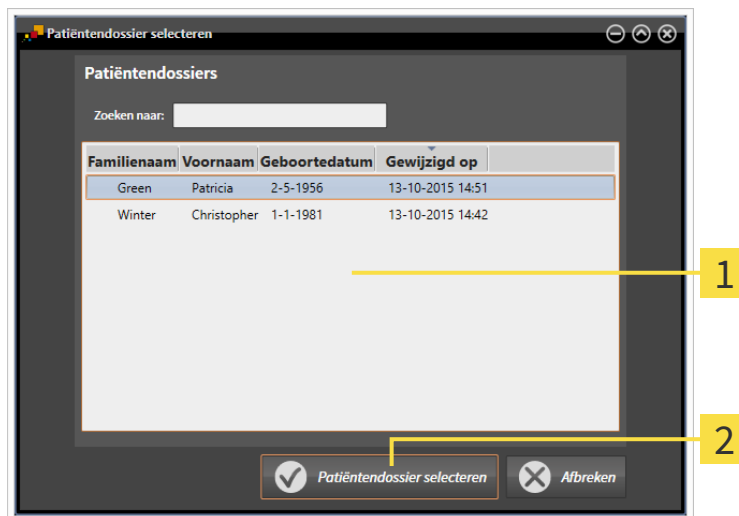 Patiëntendossier selecteren
Patiëntendossiers
Zoeken naar:
Familienaam Voornaam Geboortedatum Gewijzigd op
Green Patricia 2-5-1956 13-10-2015 14:51
Winter Christopher 1-1-1981 13-10-2015 14:42
1
2
Patiëntendossier selecteren Afbreken